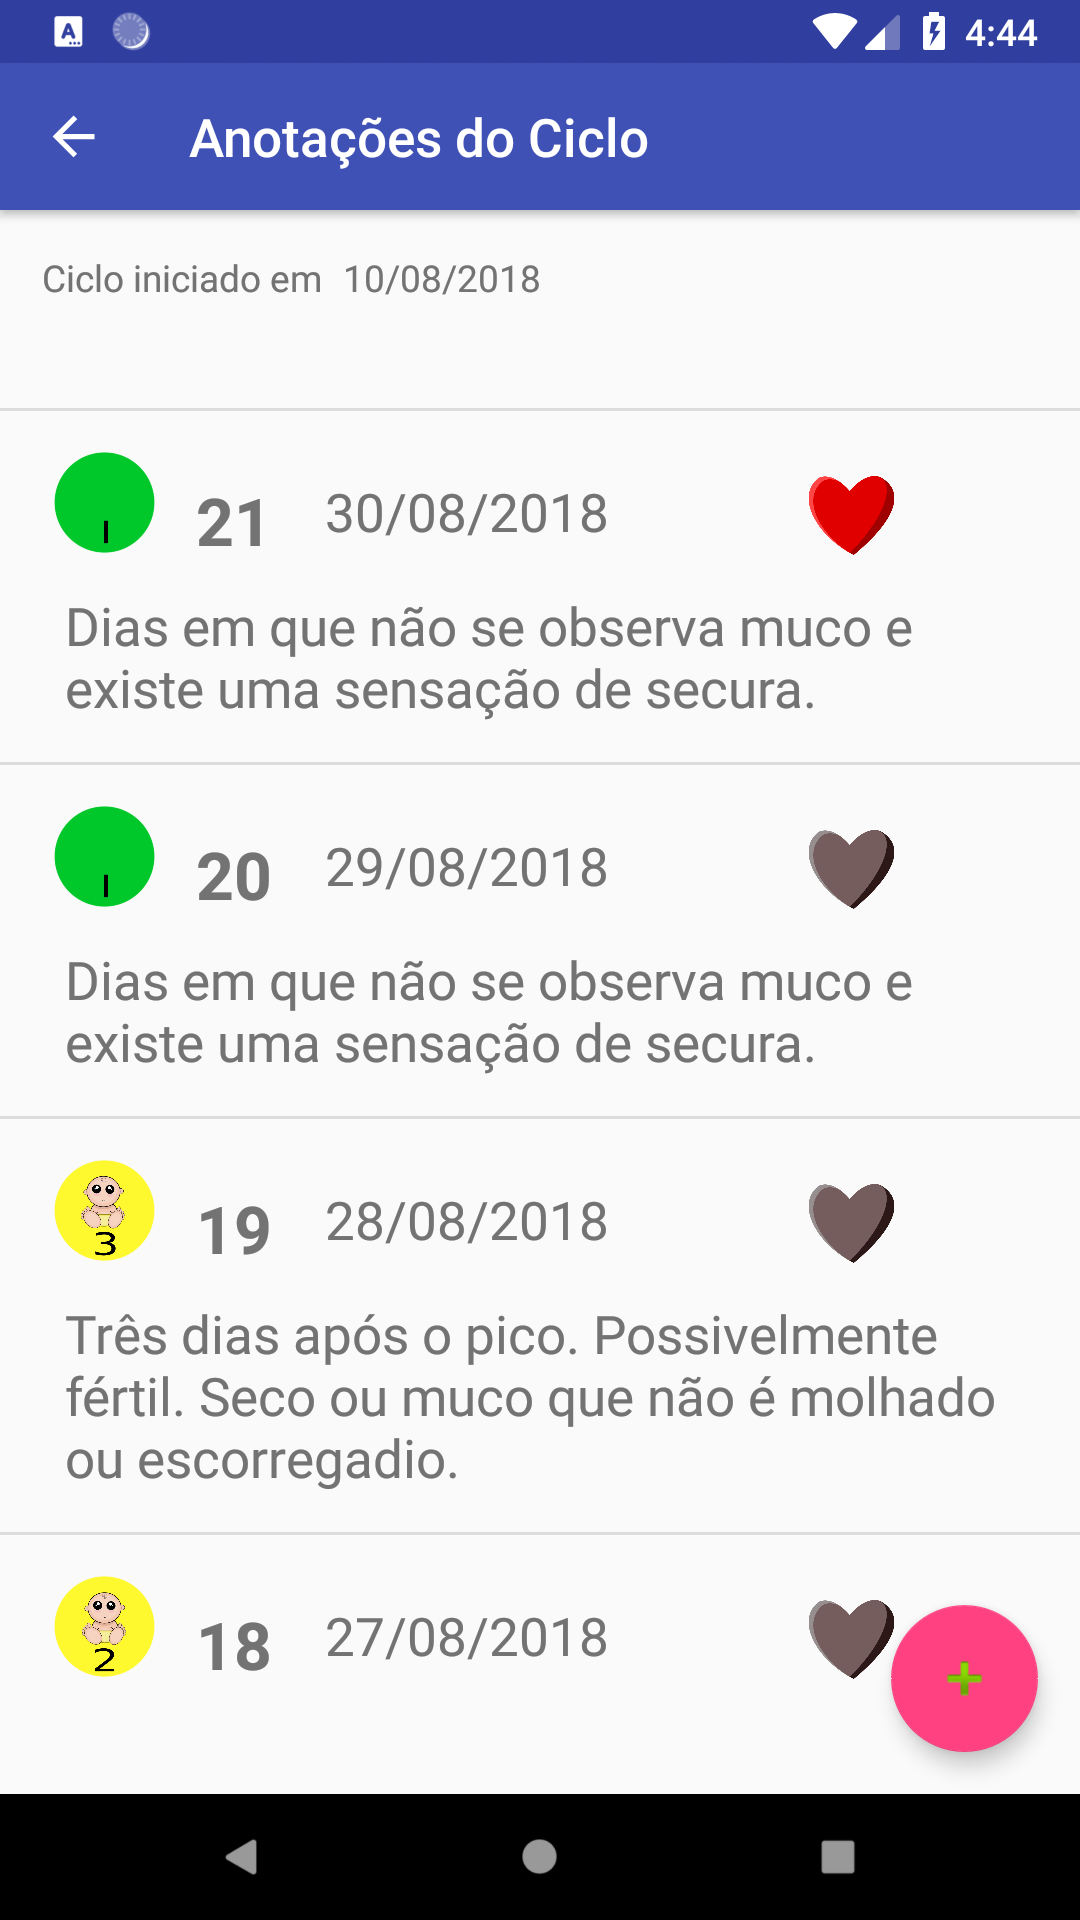 4:44
Anotações do Ciclo
Ciclo iniciado em 10/08/2018
I 21 30/08/2018
Dias em que não se observa muco e
existe uma sensação de secura.
I 20 29/08/2018
Dias em que não se observa muco e
existe uma sensação de secura.
3 19 28/08/2018
Três dias após o pico. Possivelmente
fértil. Seco ou muco que não é molhado
ou escorregadio.
2 18 27/08/2018
+